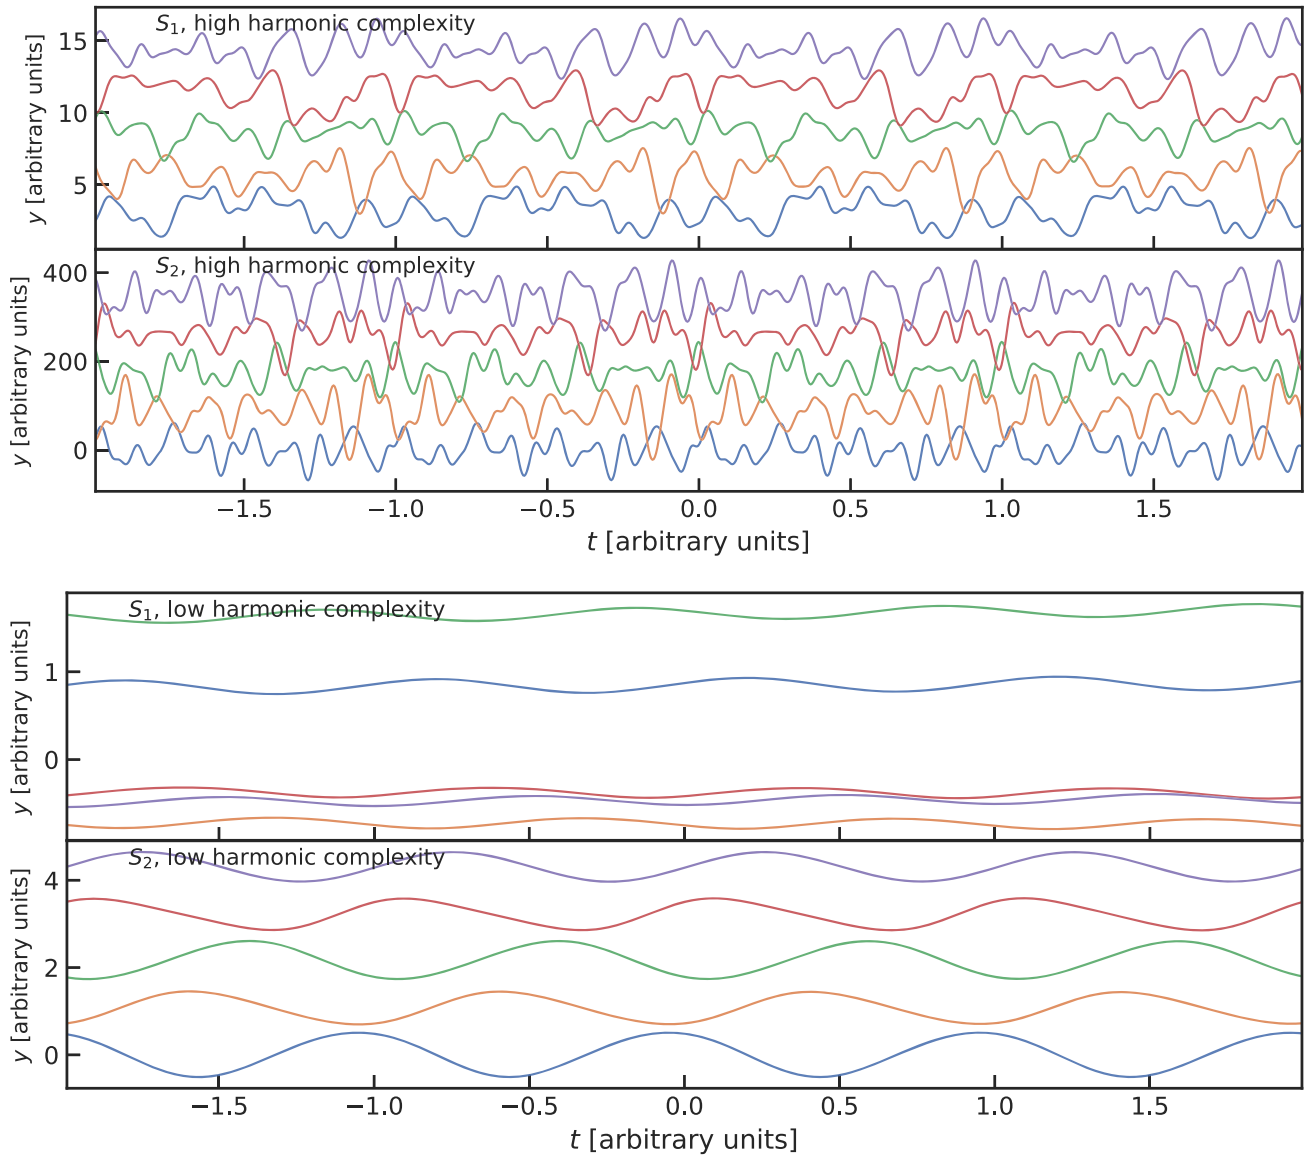 S₁, high harmonic complexity
15
10
5
y [arbitrary units]
S₂, high harmonic complexity
400
200
0
y [arbitrary units]
−1.5 −1.0 −0.5 0.0 0.5 1.0 1.5
t [arbitrary units]
S₁, low harmonic complexity
1
0
y [arbitrary units]
S₂, low harmonic complexity
4
2
0
y [arbitrary units]
−1.5 −1.0 −0.5 0.0 0.5 1.0 1.5
t [arbitrary units]